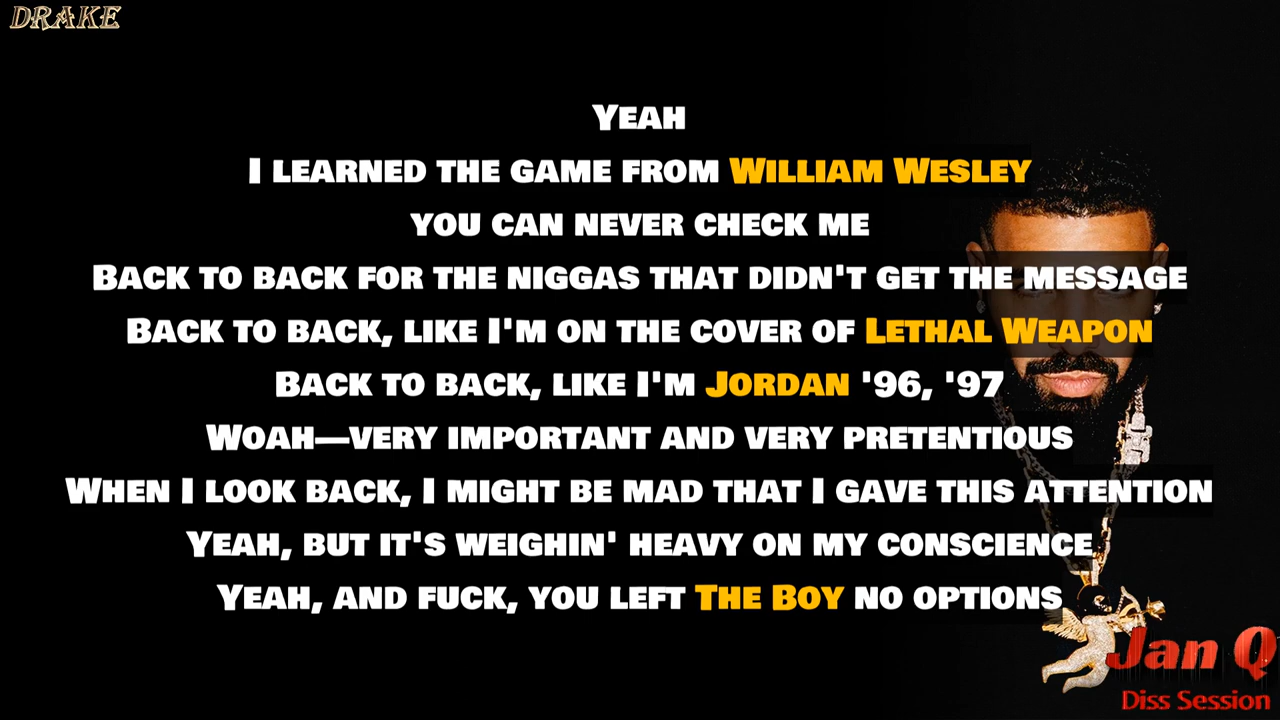 DRAKE
Yeah
I learned the game from William Wesley
you can never check me
Back to back for the niggas that didn't get the message
Back to back, like I'm on the cover of Lethal Weapon
Back to back, like I'm Jordan '96, '97
Woah—very important and very pretentious
When I look back, I might be mad that I gave this attention
Yeah, but it's weighin' heavy on my conscience
Yeah, and fuck, you left The Boy no options
Jan Q
Diss Session